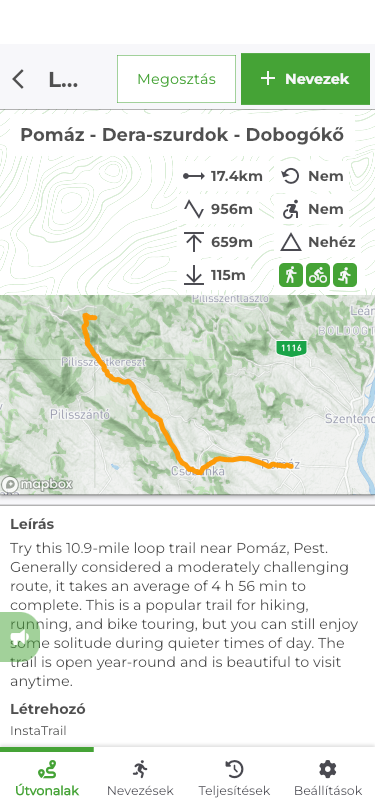 L...
Megosztás
Nevezek
Pomáz - Dera-szurdok - Dobogókő
17.4km
Nem
956m
Nem
659m
Nehéz
115m
Pilisszentlászló
1116
Pilisszentkereszt
Pilisszántó
Szentend
Csobánka
Pomáz
mapbox
Leírás
Try this 10.9-mile loop trail near Pomáz, Pest.
Generally considered a moderately challenging
route, it takes an average of 4 h 56 min to
complete. This is a popular trail for hiking,
running, and bike touring, but you can still enjoy
some solitude during quieter times of day. The
trail is open year-round and is beautiful to visit
anytime.
Létrehozó
InstaTrail
Útvonalak
Nevezések
Teljesítések
Beállítások